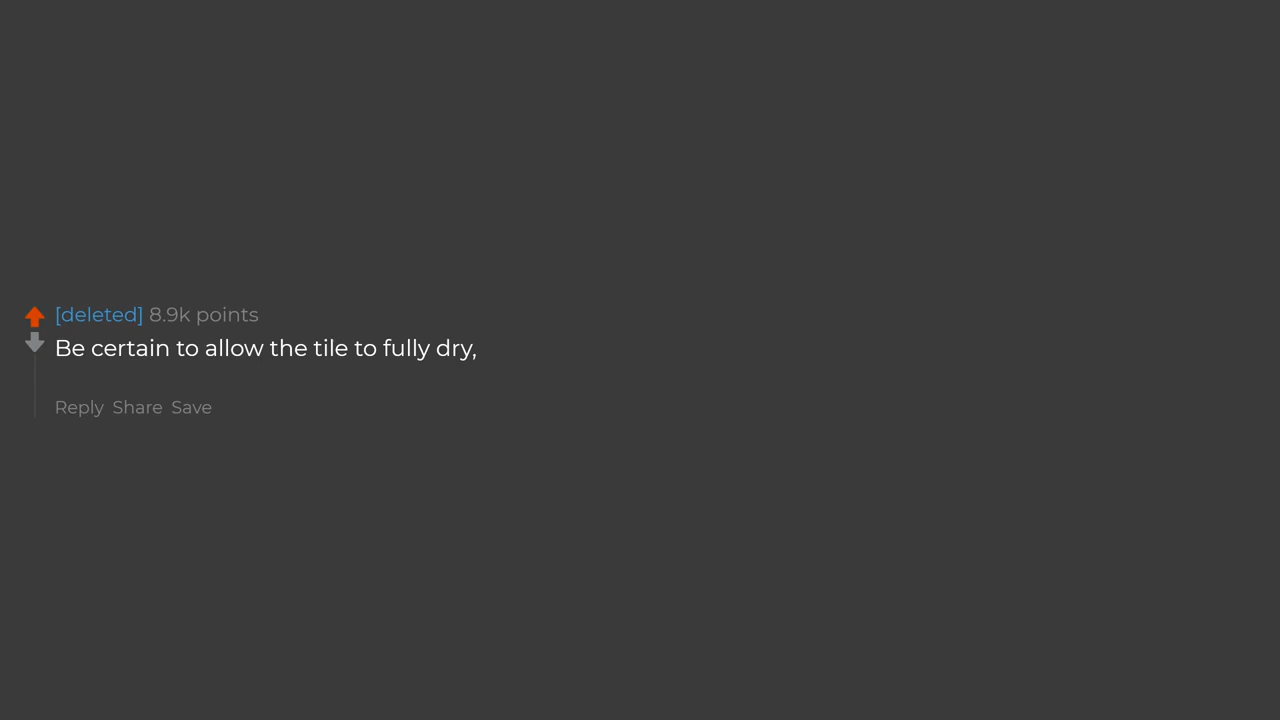 [deleted] 8.9k points
Be certain to allow the tile to fully dry,
Reply Share Save